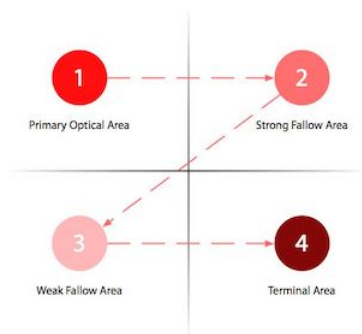 1
2
Primary Optical Area
Strong Fallow Area
3
4
Weak Fallow Area
Terminal Area